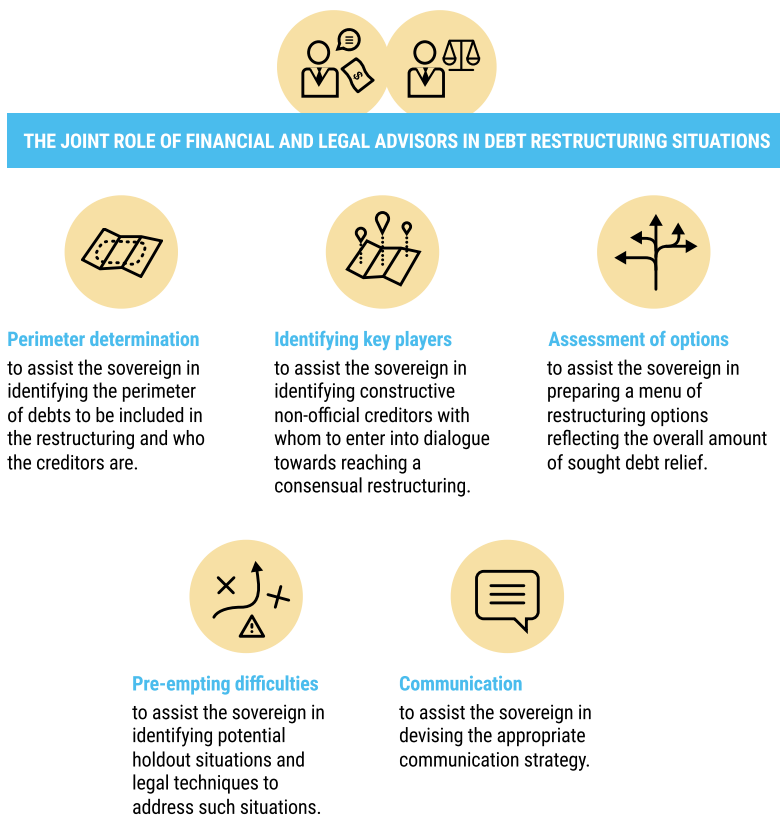 THE JOINT ROLE OF FINANCIAL AND LEGAL ADVISORS IN DEBT RESTRUCTURING SITUATIONS
Perimeter determination
to assist the sovereign in
identifying the perimeter
of debts to be included in
the restructuring and who
the creditors are.
Identifying key players
to assist the sovereign in
identifying constructive
non-official creditors with
whom to enter into dialogue
towards reaching a
consensual restructuring.
Assessment of options
to assist the sovereign in
preparing a menu of
restructuring options
reflecting the overall amount
of sought debt relief.
Pre-empting difficulties
to assist the sovereign in
identifying potential
holdout situations and
legal techniques to
address such situations.
Communication
to assist the sovereign in
devising the appropriate
communication strategy.